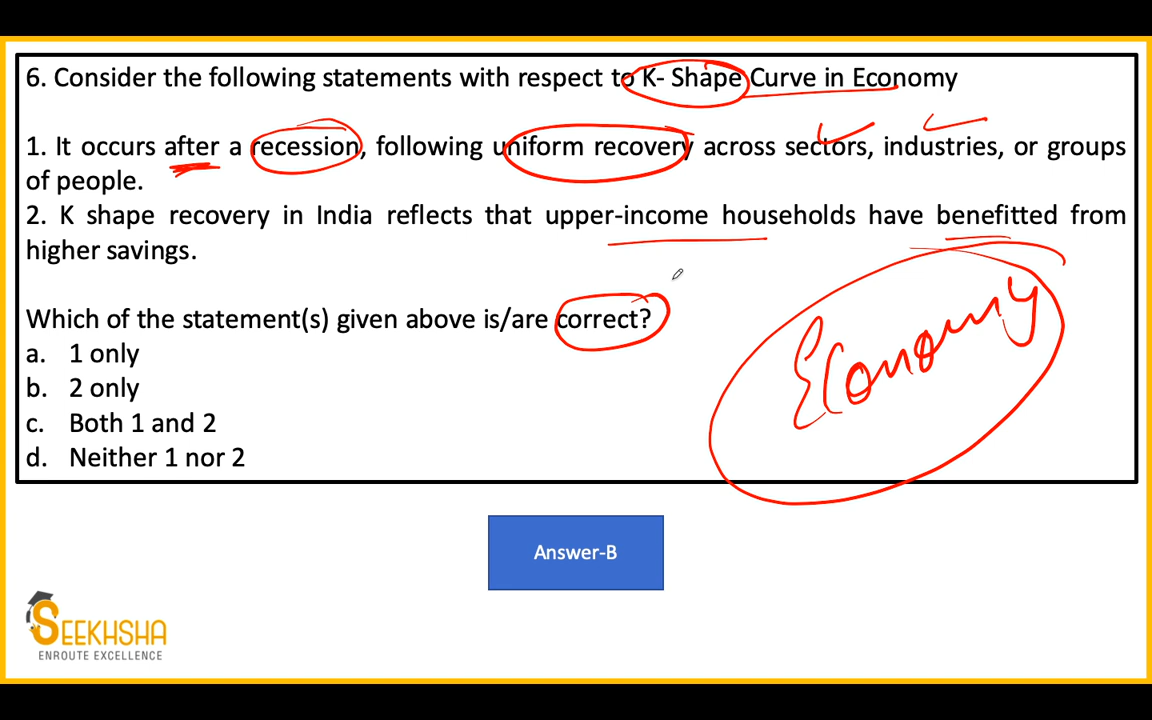 6. Consider the following statements with respect to K- Shape Curve in Economy
1. It occurs after a recession, following uniform recovery across sectors, industries, or groups
of people.
2. K shape recovery in India reflects that upper-income households have benefitted from
higher savings.
Which of the statement(s) given above is/are correct?
a. 1 only
b. 2 only
c. Both 1 and 2
d. Neither 1 nor 2
Economy
Answer-B
SEEKHSHA
ENROUTE EXCELLENCE